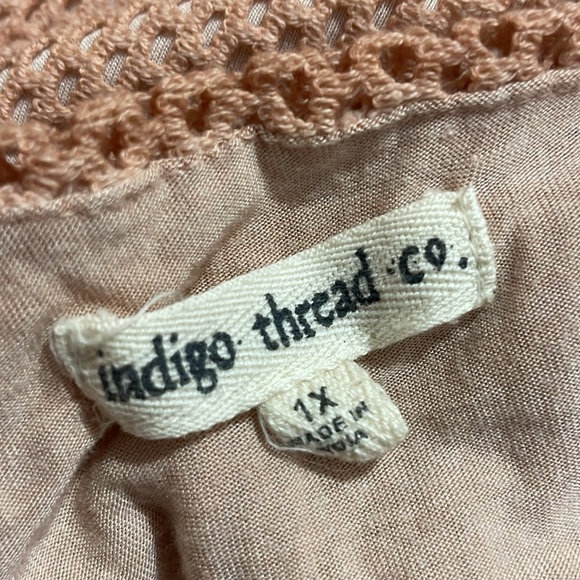 indigo thread co.
1X
MADE IN
INDIA